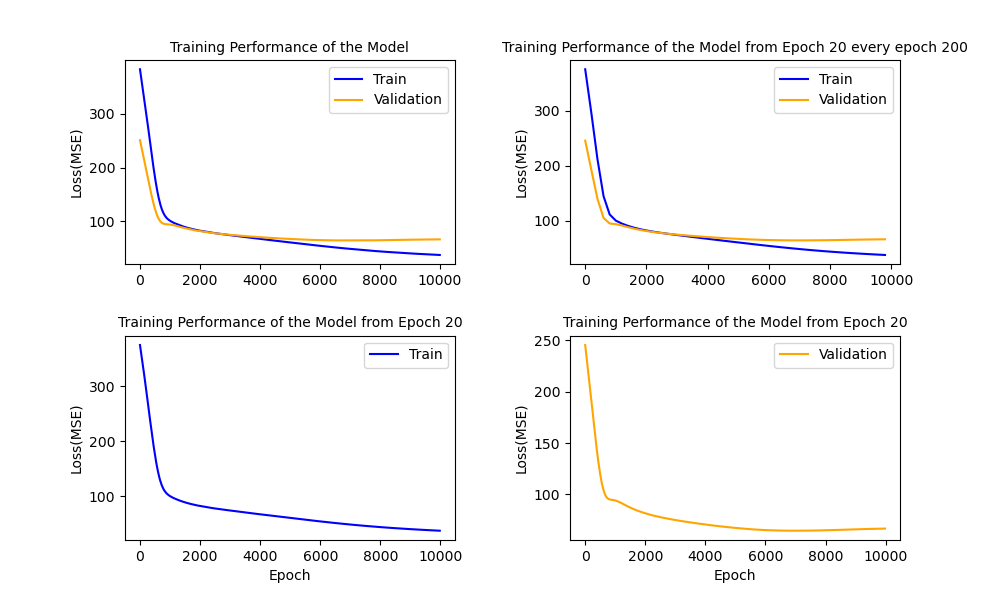 Training Performance of the Model
Loss(MSE)
300
200
100
0
2000
4000
6000
8000
10000
Train
Validation
Training Performance of the Model from Epoch 20 every epoch 200
Loss(MSE)
300
200
100
0
2000
4000
6000
8000
10000
Train
Validation
Training Performance of the Model from Epoch 20
Loss(MSE)
300
200
100
0
2000
4000
6000
8000
10000
Epoch
Train
Training Performance of the Model from Epoch 20
Loss(MSE)
250
200
150
100
0
2000
4000
6000
8000
10000
Epoch
Validation